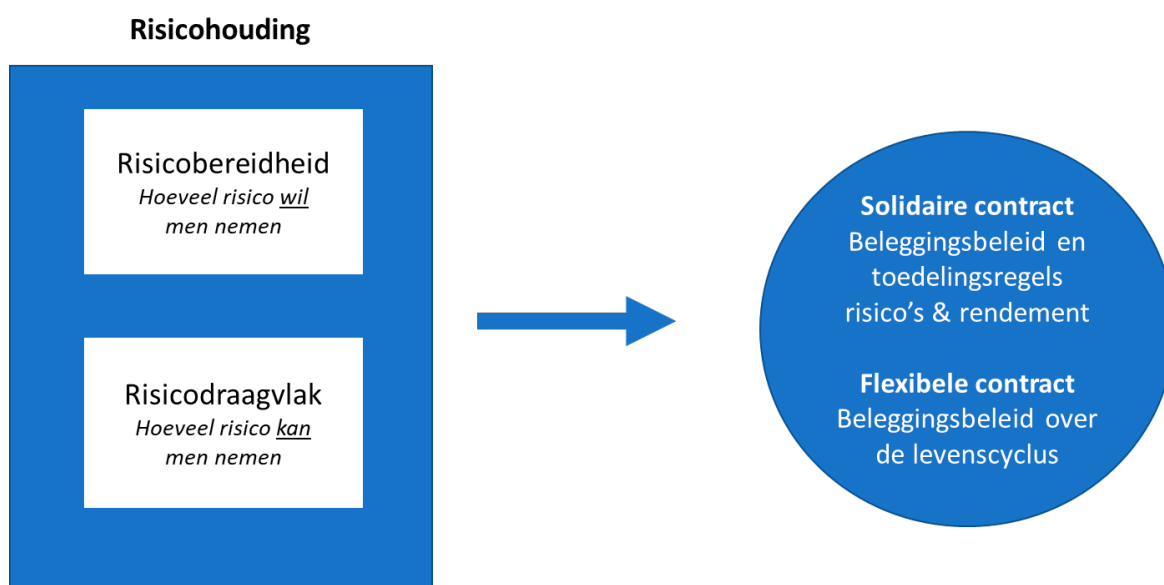 Risicohouding
Risicobereidheid
Hoeveel risico wil
men nemen
Risicodraagvlak
Hoeveel risico kan
men nemen
Solidaire contract
Beleggingsbeleid en
toedelingsregels
risico's & rendement
Flexibele contract
Beleggingsbeleid over
de levenscyclus